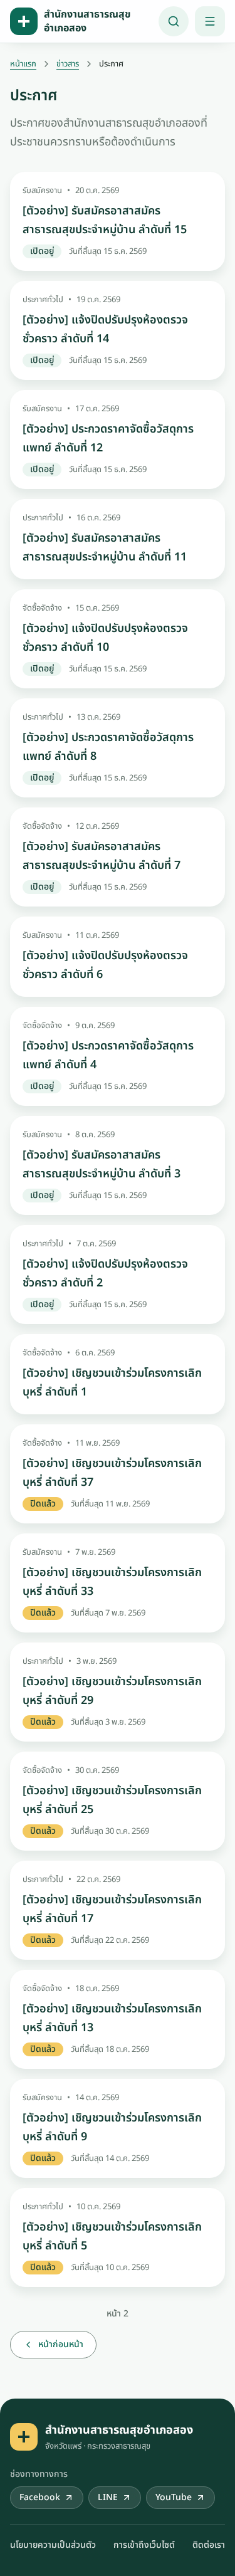 สำนักงานสาธารณสุข
อำเภอสอง
หน้าแรก > ข่าวสาร > ประกาศ
ประกาศ
ประกาศของสำนักงานสาธารณสุขอำเภอสองที่
ประชาชนควรทราบหรือต้องดำเนินการ
รับสมัครงาน • 20 ต.ค. 2569
[ตัวอย่าง] รับสมัครอาสาสมัคร
สาธารณสุขประจำหมู่บ้าน ลำดับที่ 15
เปิดอยู่ วันที่สิ้นสุด 15 ธ.ค. 2569
ประกาศทั่วไป • 19 ต.ค. 2569
[ตัวอย่าง] แจ้งปิดปรับปรุงห้องตรวจ
ชั่วคราว ลำดับที่ 14
เปิดอยู่ วันที่สิ้นสุด 15 ธ.ค. 2569
รับสมัครงาน • 17 ต.ค. 2569
[ตัวอย่าง] ประกวดราคาจัดซื้อวัสดุการ
แพทย์ ลำดับที่ 12
เปิดอยู่ วันที่สิ้นสุด 15 ธ.ค. 2569
ประกาศทั่วไป • 16 ต.ค. 2569
[ตัวอย่าง] รับสมัครอาสาสมัคร
สาธารณสุขประจำหมู่บ้าน ลำดับที่ 11
จัดซื้อจัดจ้าง • 15 ต.ค. 2569
[ตัวอย่าง] แจ้งปิดปรับปรุงห้องตรวจ
ชั่วคราว ลำดับที่ 10
เปิดอยู่ วันที่สิ้นสุด 15 ธ.ค. 2569
ประกาศทั่วไป • 13 ต.ค. 2569
[ตัวอย่าง] ประกวดราคาจัดซื้อวัสดุการ
แพทย์ ลำดับที่ 8
เปิดอยู่ วันที่สิ้นสุด 15 ธ.ค. 2569
จัดซื้อจัดจ้าง • 12 ต.ค. 2569
[ตัวอย่าง] รับสมัครอาสาสมัคร
สาธารณสุขประจำหมู่บ้าน ลำดับที่ 7
เปิดอยู่ วันที่สิ้นสุด 15 ธ.ค. 2569
รับสมัครงาน • 11 ต.ค. 2569
[ตัวอย่าง] แจ้งปิดปรับปรุงห้องตรวจ
ชั่วคราว ลำดับที่ 6
จัดซื้อจัดจ้าง • 9 ต.ค. 2569
[ตัวอย่าง] ประกวดราคาจัดซื้อวัสดุการ
แพทย์ ลำดับที่ 4
เปิดอยู่ วันที่สิ้นสุด 15 ธ.ค. 2569
รับสมัครงาน • 8 ต.ค. 2569
[ตัวอย่าง] รับสมัครอาสาสมัคร
สาธารณสุขประจำหมู่บ้าน ลำดับที่ 3
เปิดอยู่ วันที่สิ้นสุด 15 ธ.ค. 2569
ประกาศทั่วไป • 7 ต.ค. 2569
[ตัวอย่าง] แจ้งปิดปรับปรุงห้องตรวจ
ชั่วคราว ลำดับที่ 2
เปิดอยู่ วันที่สิ้นสุด 15 ธ.ค. 2569
จัดซื้อจัดจ้าง • 6 ต.ค. 2569
[ตัวอย่าง] เชิญชวนเข้าร่วมโครงการเลิก
บุหรี่ ลำดับที่ 1
จัดซื้อจัดจ้าง • 11 พ.ย. 2569
[ตัวอย่าง] เชิญชวนเข้าร่วมโครงการเลิก
บุหรี่ ลำดับที่ 37
ปิดแล้ว วันที่สิ้นสุด 11 พ.ย. 2569
รับสมัครงาน • 7 พ.ย. 2569
[ตัวอย่าง] เชิญชวนเข้าร่วมโครงการเลิก
บุหรี่ ลำดับที่ 33
ปิดแล้ว วันที่สิ้นสุด 7 พ.ย. 2569
ประกาศทั่วไป • 3 พ.ย. 2569
[ตัวอย่าง] เชิญชวนเข้าร่วมโครงการเลิก
บุหรี่ ลำดับที่ 29
ปิดแล้ว วันที่สิ้นสุด 3 พ.ย. 2569
จัดซื้อจัดจ้าง • 30 ต.ค. 2569
[ตัวอย่าง] เชิญชวนเข้าร่วมโครงการเลิก
บุหรี่ ลำดับที่ 25
ปิดแล้ว วันที่สิ้นสุด 30 ต.ค. 2569
ประกาศทั่วไป • 22 ต.ค. 2569
[ตัวอย่าง] เชิญชวนเข้าร่วมโครงการเลิก
บุหรี่ ลำดับที่ 17
ปิดแล้ว วันที่สิ้นสุด 22 ต.ค. 2569
จัดซื้อจัดจ้าง • 18 ต.ค. 2569
[ตัวอย่าง] เชิญชวนเข้าร่วมโครงการเลิก
บุหรี่ ลำดับที่ 13
ปิดแล้ว วันที่สิ้นสุด 18 ต.ค. 2569
รับสมัครงาน • 14 ต.ค. 2569
[ตัวอย่าง] เชิญชวนเข้าร่วมโครงการเลิก
บุหรี่ ลำดับที่ 9
ปิดแล้ว วันที่สิ้นสุด 14 ต.ค. 2569
ประกาศทั่วไป • 10 ต.ค. 2569
[ตัวอย่าง] เชิญชวนเข้าร่วมโครงการเลิก
บุหรี่ ลำดับที่ 5
ปิดแล้ว วันที่สิ้นสุด 10 ต.ค. 2569
หน้า 2
หน้าก่อนหน้า
สำนักงานสาธารณสุขอำเภอสอง
จังหวัดแพร่ · กระทรวงสาธารณสุข
ช่องทางทางการ
Facebook LINE YouTube
นโยบายความเป็นส่วนตัว การเข้าถึงเว็บไซต์ ติดต่อเรา